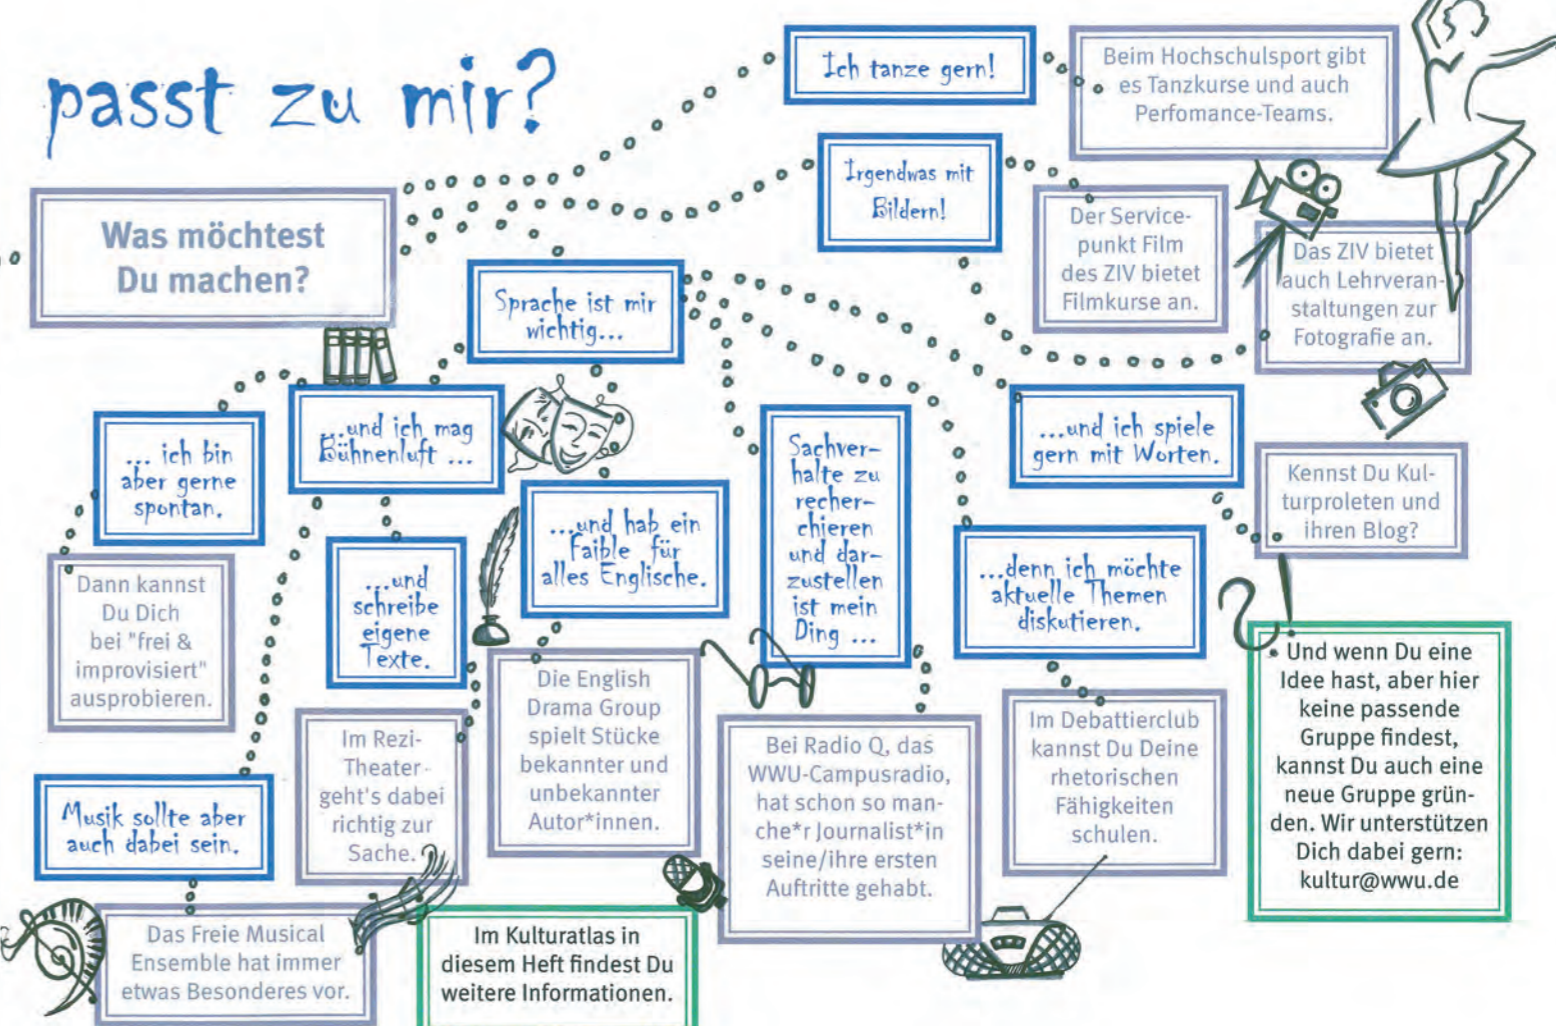 passt zu mir?
Was möchtest
Du machen?
Ich tanze gern!
Beim Hochschulsport gibt
es Tanzkurse und auch
Perfomance-Teams.
Irgendwas mit
Bildern!
Der Service-
punkt Film
des ZIV bietet
Filmkurse an.
Das ZIV bietet
auch Lehrveran-
staltungen zur
Fotografie an.
Sprache ist mir
wichtig...
...und ich mag
Bühnenluft ...
... ich bin
aber gerne
spontan.
Dann kannst
Du Dich
bei "frei &
improvisiert"
ausprobieren.
Musik sollte aber
auch dabei sein.
Das Freie Musical
Ensemble hat immer
etwas Besonderes vor.
...und
schreibe
eigene
Texte.
Im Rezi-
Theater
geht's dabei
richtig zur
Sache.
...und hab ein
Faible für
alles Englische.
Die English
Drama Group
spielt Stücke
bekannter und
unbekannter
Autor*innen.
Sachver-
halte zu
recher-
chieren
und dar-
zustellen
ist mein
Ding ...
Bei Radio Q, das
WWU-Campusradio,
hat schon so man-
che*r Journalist*in
seine/ihre ersten
Auftritte gehabt.
...denn ich möchte
aktuelle Themen
diskutieren.
Im Debattierclub
kannst Du Deine
rhetorischen
Fähigkeiten
schulen.
...und ich spiele
gern mit Worten.
Kennst Du Kul-
turproleten und
ihren Blog?
Und wenn Du eine
Idee hast, aber hier
keine passende
Gruppe findest,
kannst Du auch eine
neue Gruppe grün-
den. Wir unterstützen
Dich dabei gern:
kultur@wwu.de
Im Kulturatlas in
diesem Heft findest Du
weitere Informationen.